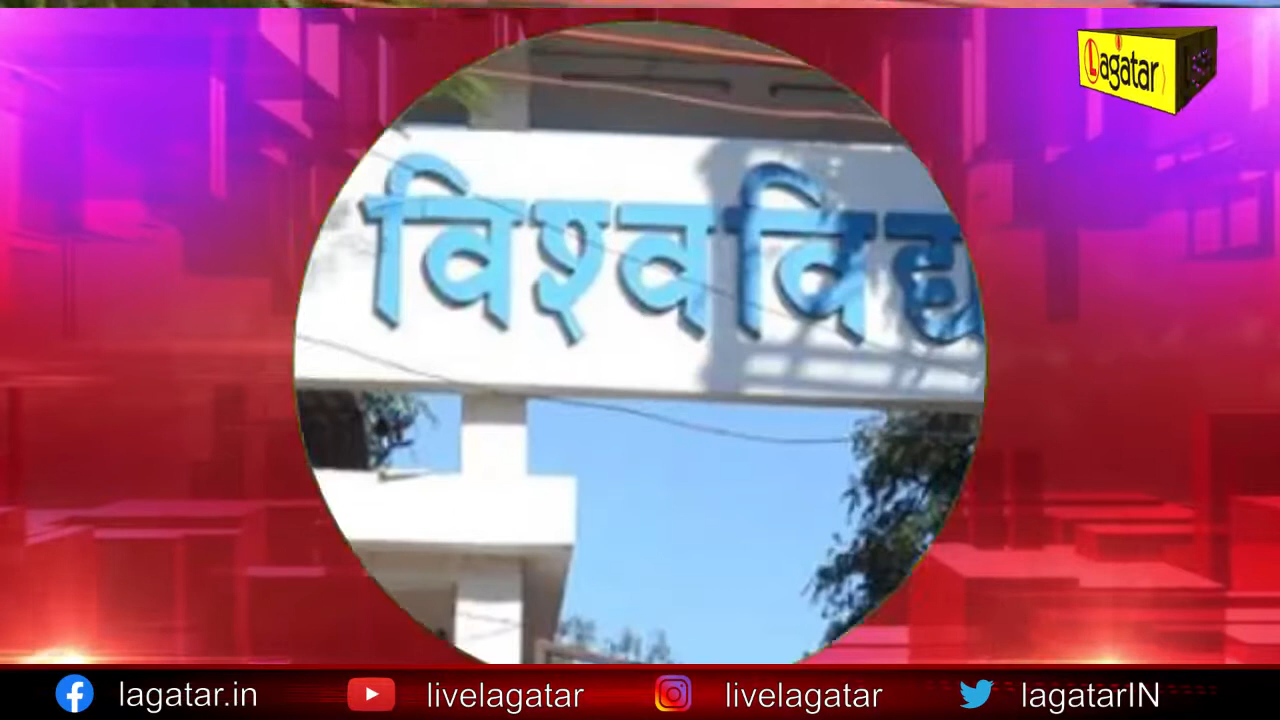 Lagatar
विश्वविद्य
lagatar.in
livelagatar
livelagatar
lagatarIN